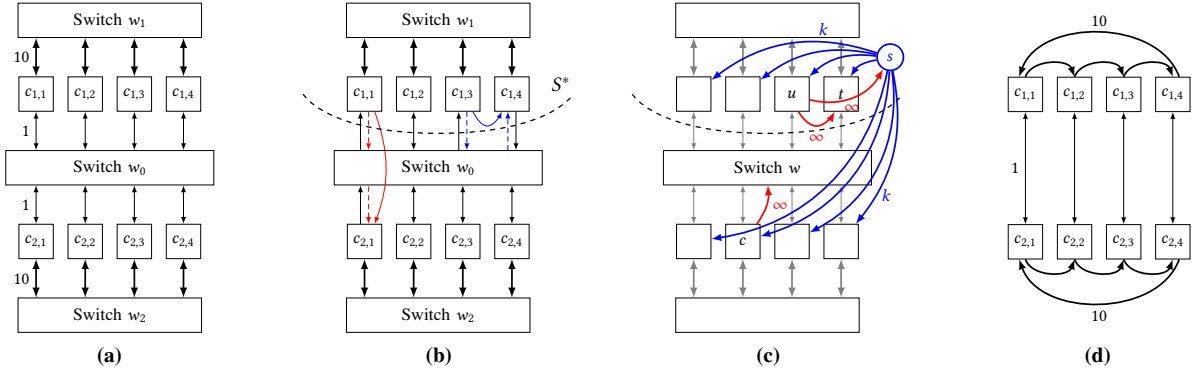 Switch w₁
10
c₁,₁ c₁,₂ c₁,₃ c₁,₄
1
Switch w₀
1
c₂,₁ c₂,₂ c₂,₃ c₂,₄
10
Switch w₂
(a)
Switch w₁
c₁,₁ c₁,₂ c₁,₃ c₁,₄
S*
Switch w₀
c₂,₁ c₂,₂ c₂,₃ c₂,₄
Switch w₂
(b)
k
s
u t
∞
∞
Switch w
∞
k
c
(c)
10
c₁,₁ c₁,₂ c₁,₃ c₁,₄
1
c₂,₁ c₂,₂ c₂,₃ c₂,₄
10
(d)